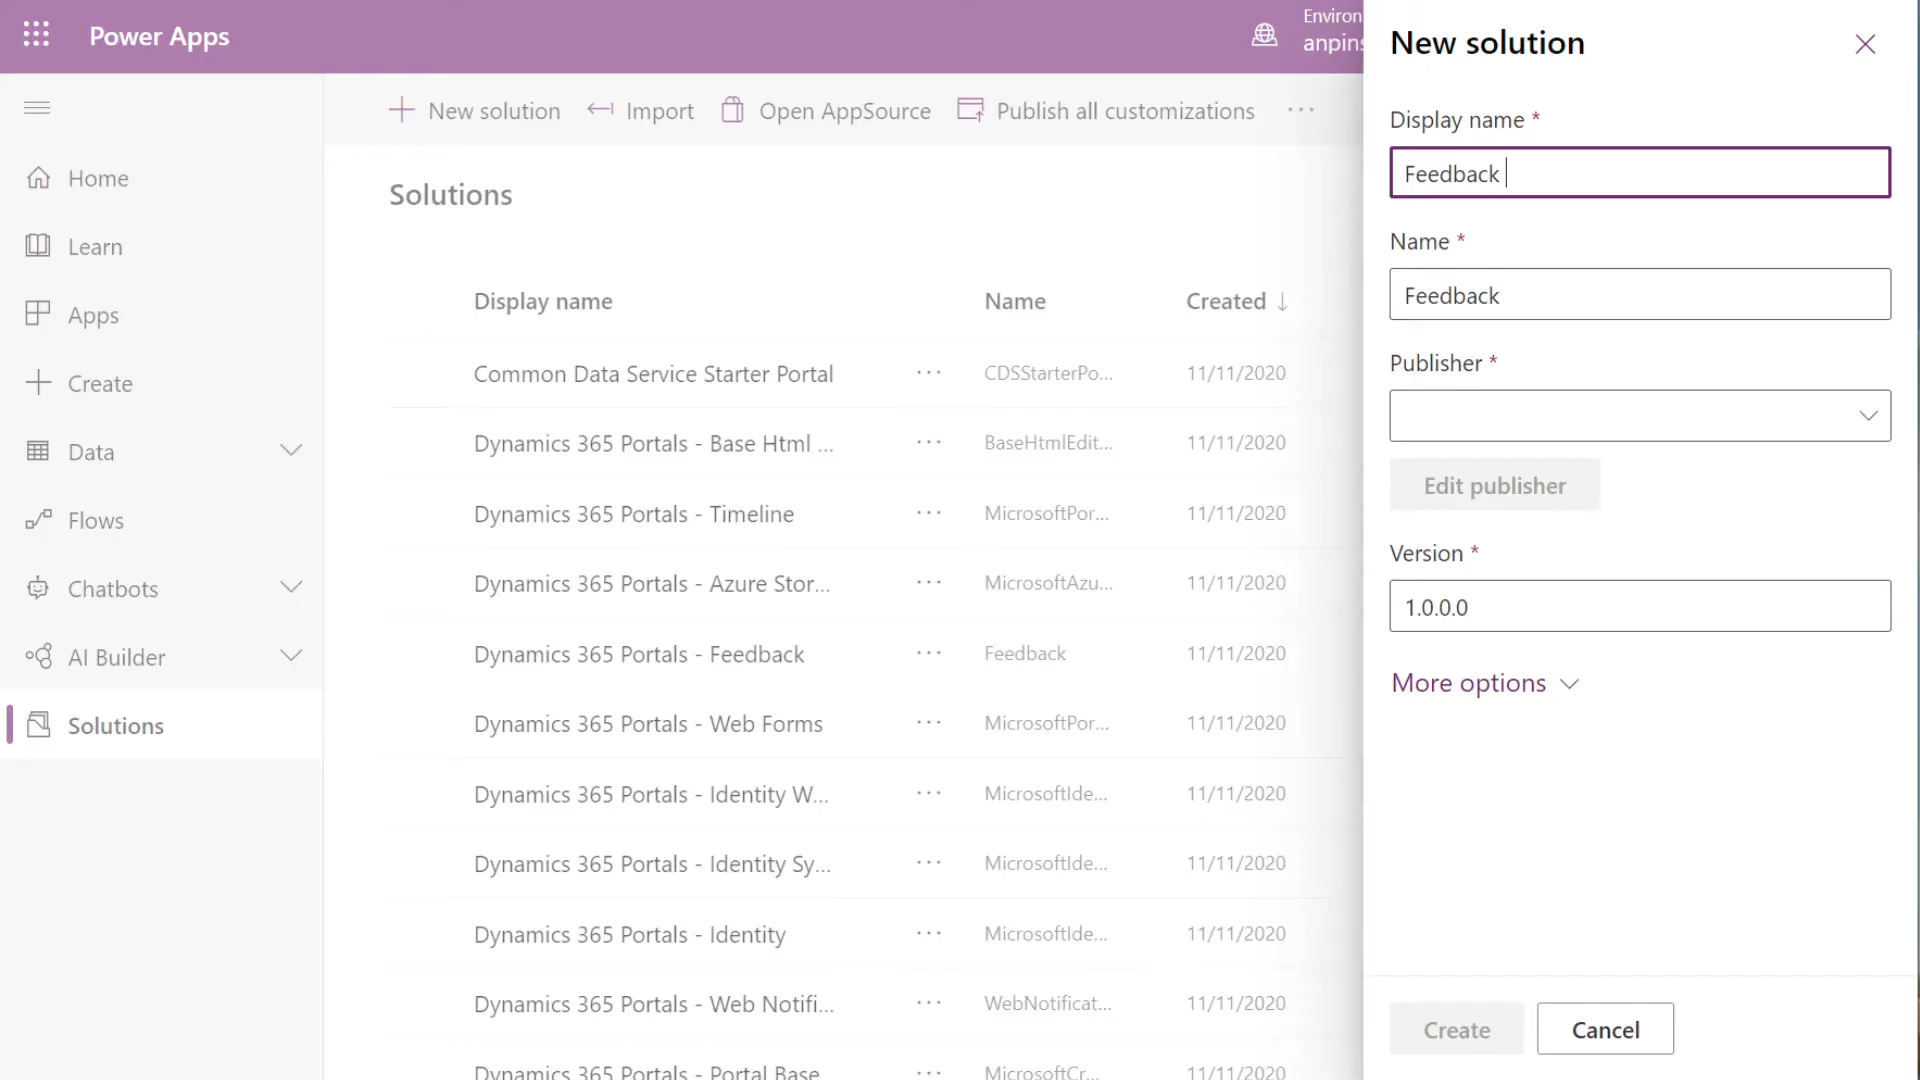 Power Apps
Environ
anpins
Home
Learn
Apps
Create
Data
Flows
Chatbots
AI Builder
Solutions
New solution
Import
Open AppSource
Publish all customizations
Solutions
Display name Name Created
Common Data Service Starter Portal ... CDSStarterPo... 11/11/2020
Dynamics 365 Portals - Base Html ... ... BaseHtmlEdit... 11/11/2020
Dynamics 365 Portals - Timeline ... MicrosoftPor... 11/11/2020
Dynamics 365 Portals - Azure Stor... ... MicrosoftAzu... 11/11/2020
Dynamics 365 Portals - Feedback ... Feedback 11/11/2020
Dynamics 365 Portals - Web Forms ... MicrosoftPor... 11/11/2020
Dynamics 365 Portals - Identity W... ... MicrosoftIde... 11/11/2020
Dynamics 365 Portals - Identity Sy... ... MicrosoftIde... 11/11/2020
Dynamics 365 Portals - Identity ... MicrosoftIde... 11/11/2020
Dynamics 365 Portals - Web Notifi... ... WebNotificat... 11/11/2020
Dynamics 365 Portals - Portal Base ... MicrosoftCr... 11/11/2020
New solution
Display name *
Feedback
Name *
Feedback
Publisher *
Edit publisher
Version *
1.0.0.0
More options
Create
Cancel